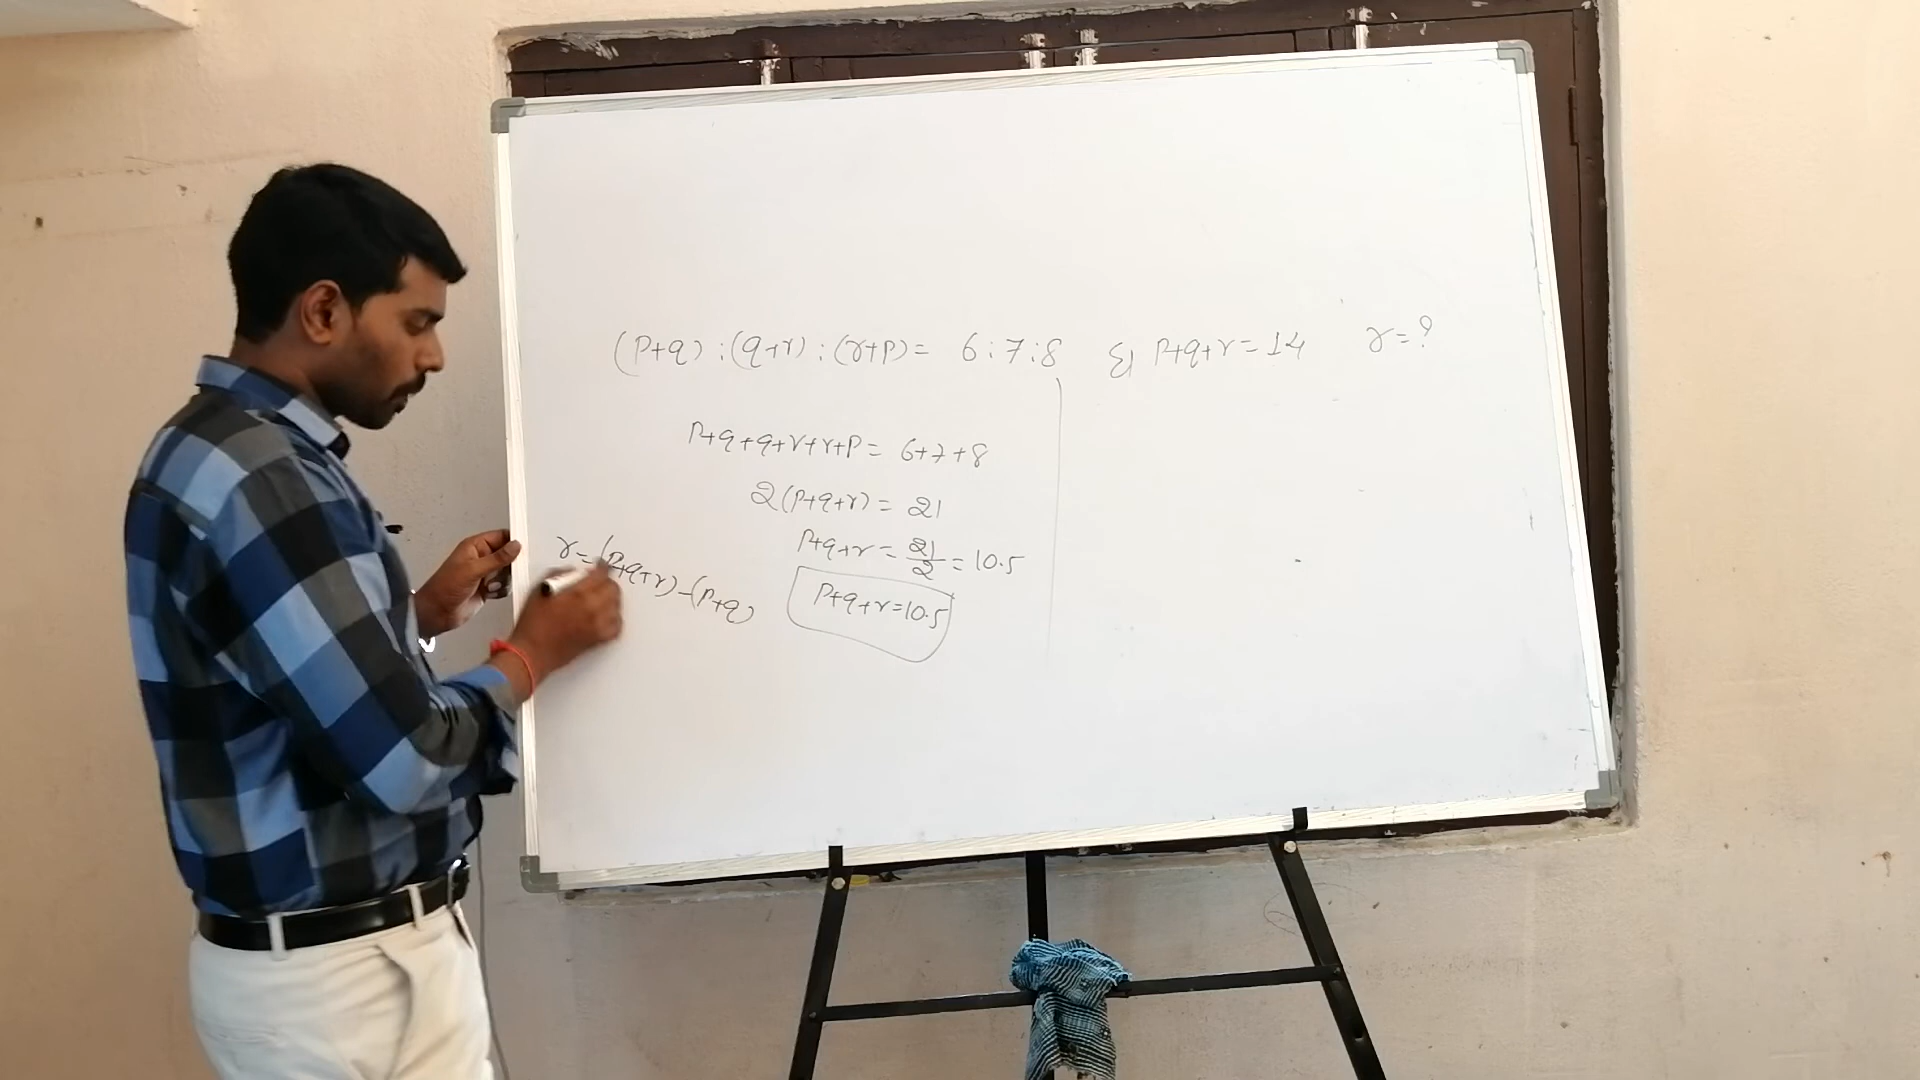 (P+q) : (q+r) : (r+P) = 6:7:8 & P+q+r = 14 r = ?
P+q+q+r+r+P = 6+7+8
2(P+q+r) = 21
P+q+r = 21/2 = 10.5
r = (P+q+r) - (P+q)
P+q+r = 10.5